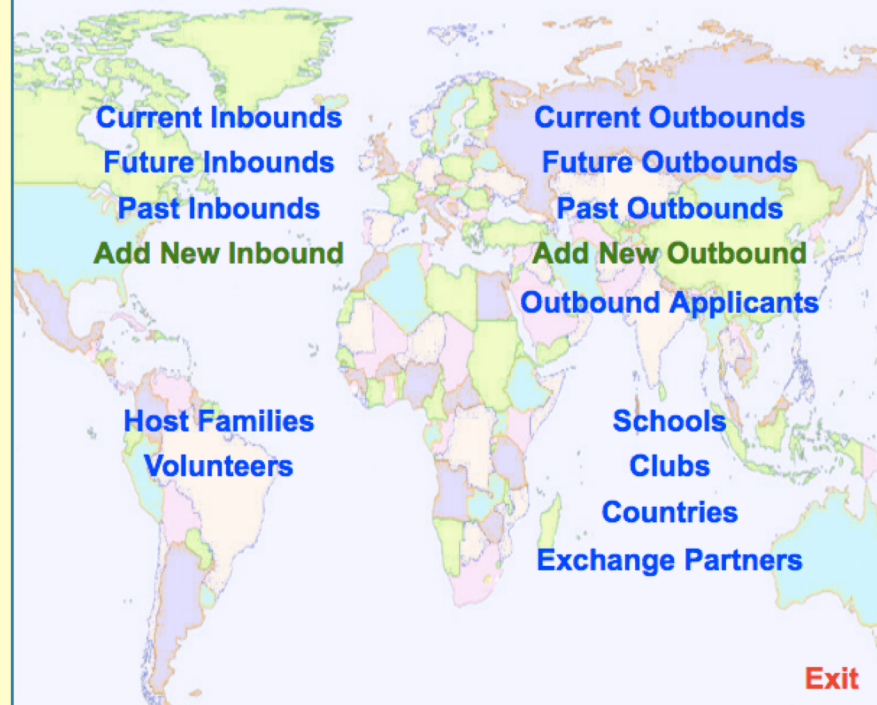 Current Inbounds
Future Inbounds
Past Inbounds
Add New Inbound
Current Outbounds
Future Outbounds
Past Outbounds
Add New Outbound
Outbound Applicants
Host Families
Volunteers
Schools
Clubs
Countries
Exchange Partners
Exit